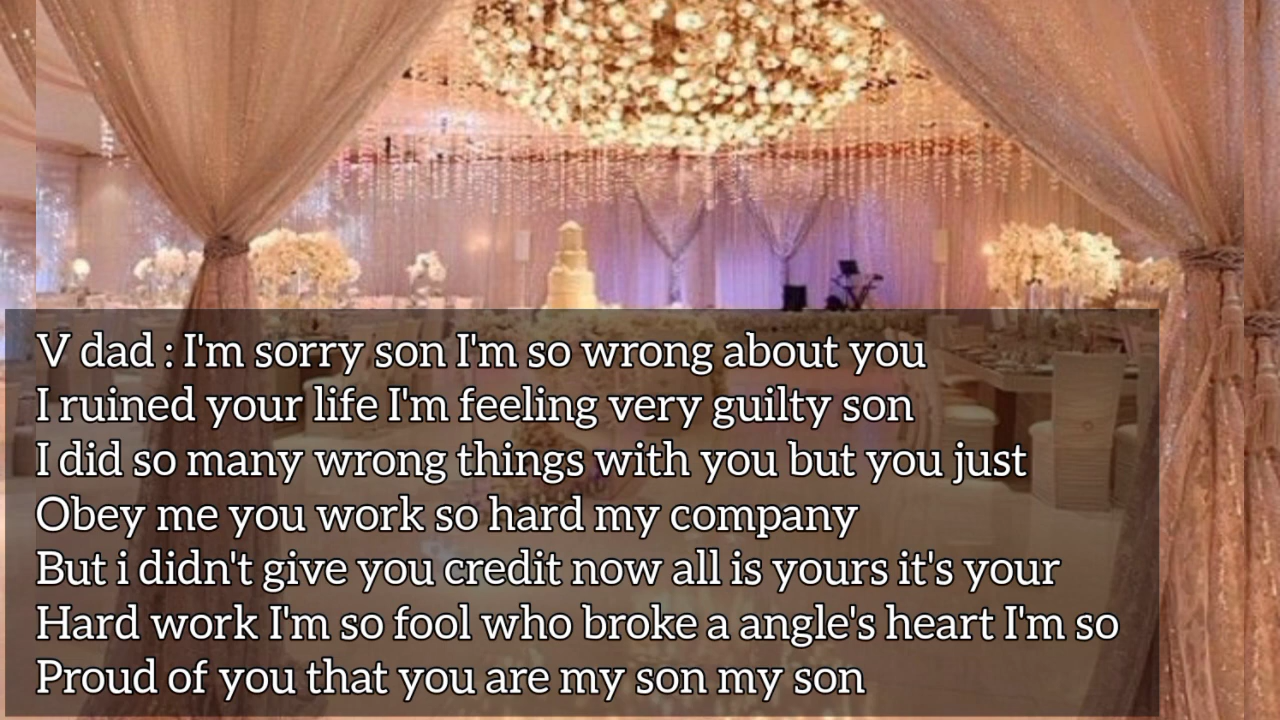 V dad : I'm sorry son I'm so wrong about you
I ruined your life I'm feeling very guilty son
I did so many wrong things with you but you just
Obey me you work so hard my company
But i didn't give you credit now all is yours it's your
Hard work I'm so fool who broke a angle's heart I'm so
Proud of you that you are my son my son